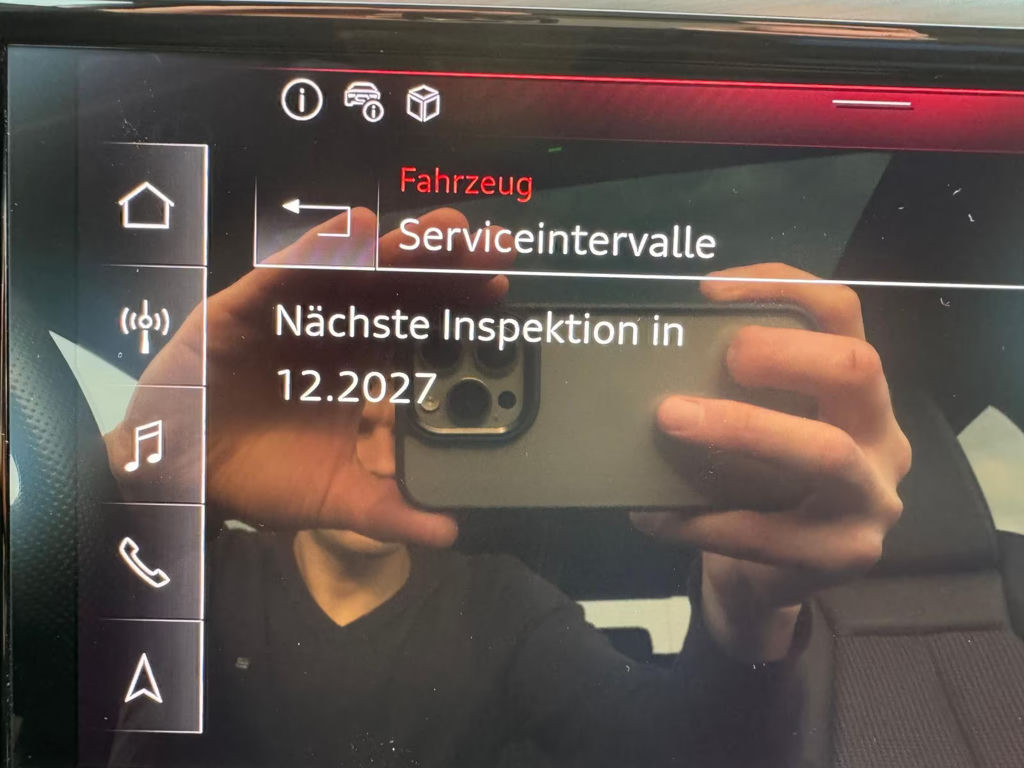 Fahrzeug
Serviceintervalle
Nächste Inspektion in
12.2027